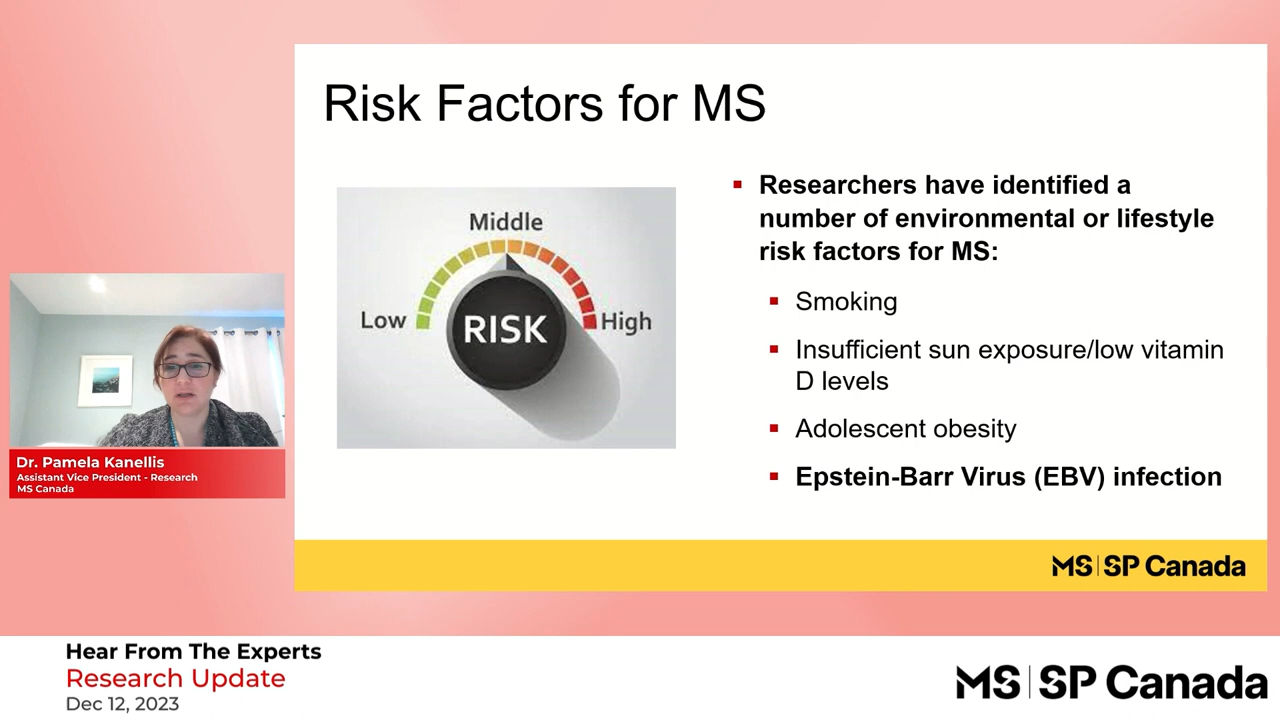 Risk Factors for MS
Middle
Low
RISK
High
▪ Researchers have identified a
number of environmental or lifestyle
risk factors for MS:
▪ Smoking
▪ Insufficient sun exposure/low vitamin
D levels
▪ Adolescent obesity
▪ Epstein-Barr Virus (EBV) infection
MS | SP Canada
Dr. Pamela Kanellis
Assistant Vice President - Research
MS Canada
Hear From The Experts
Research Update
Dec 12, 2023
MS | SP Canada